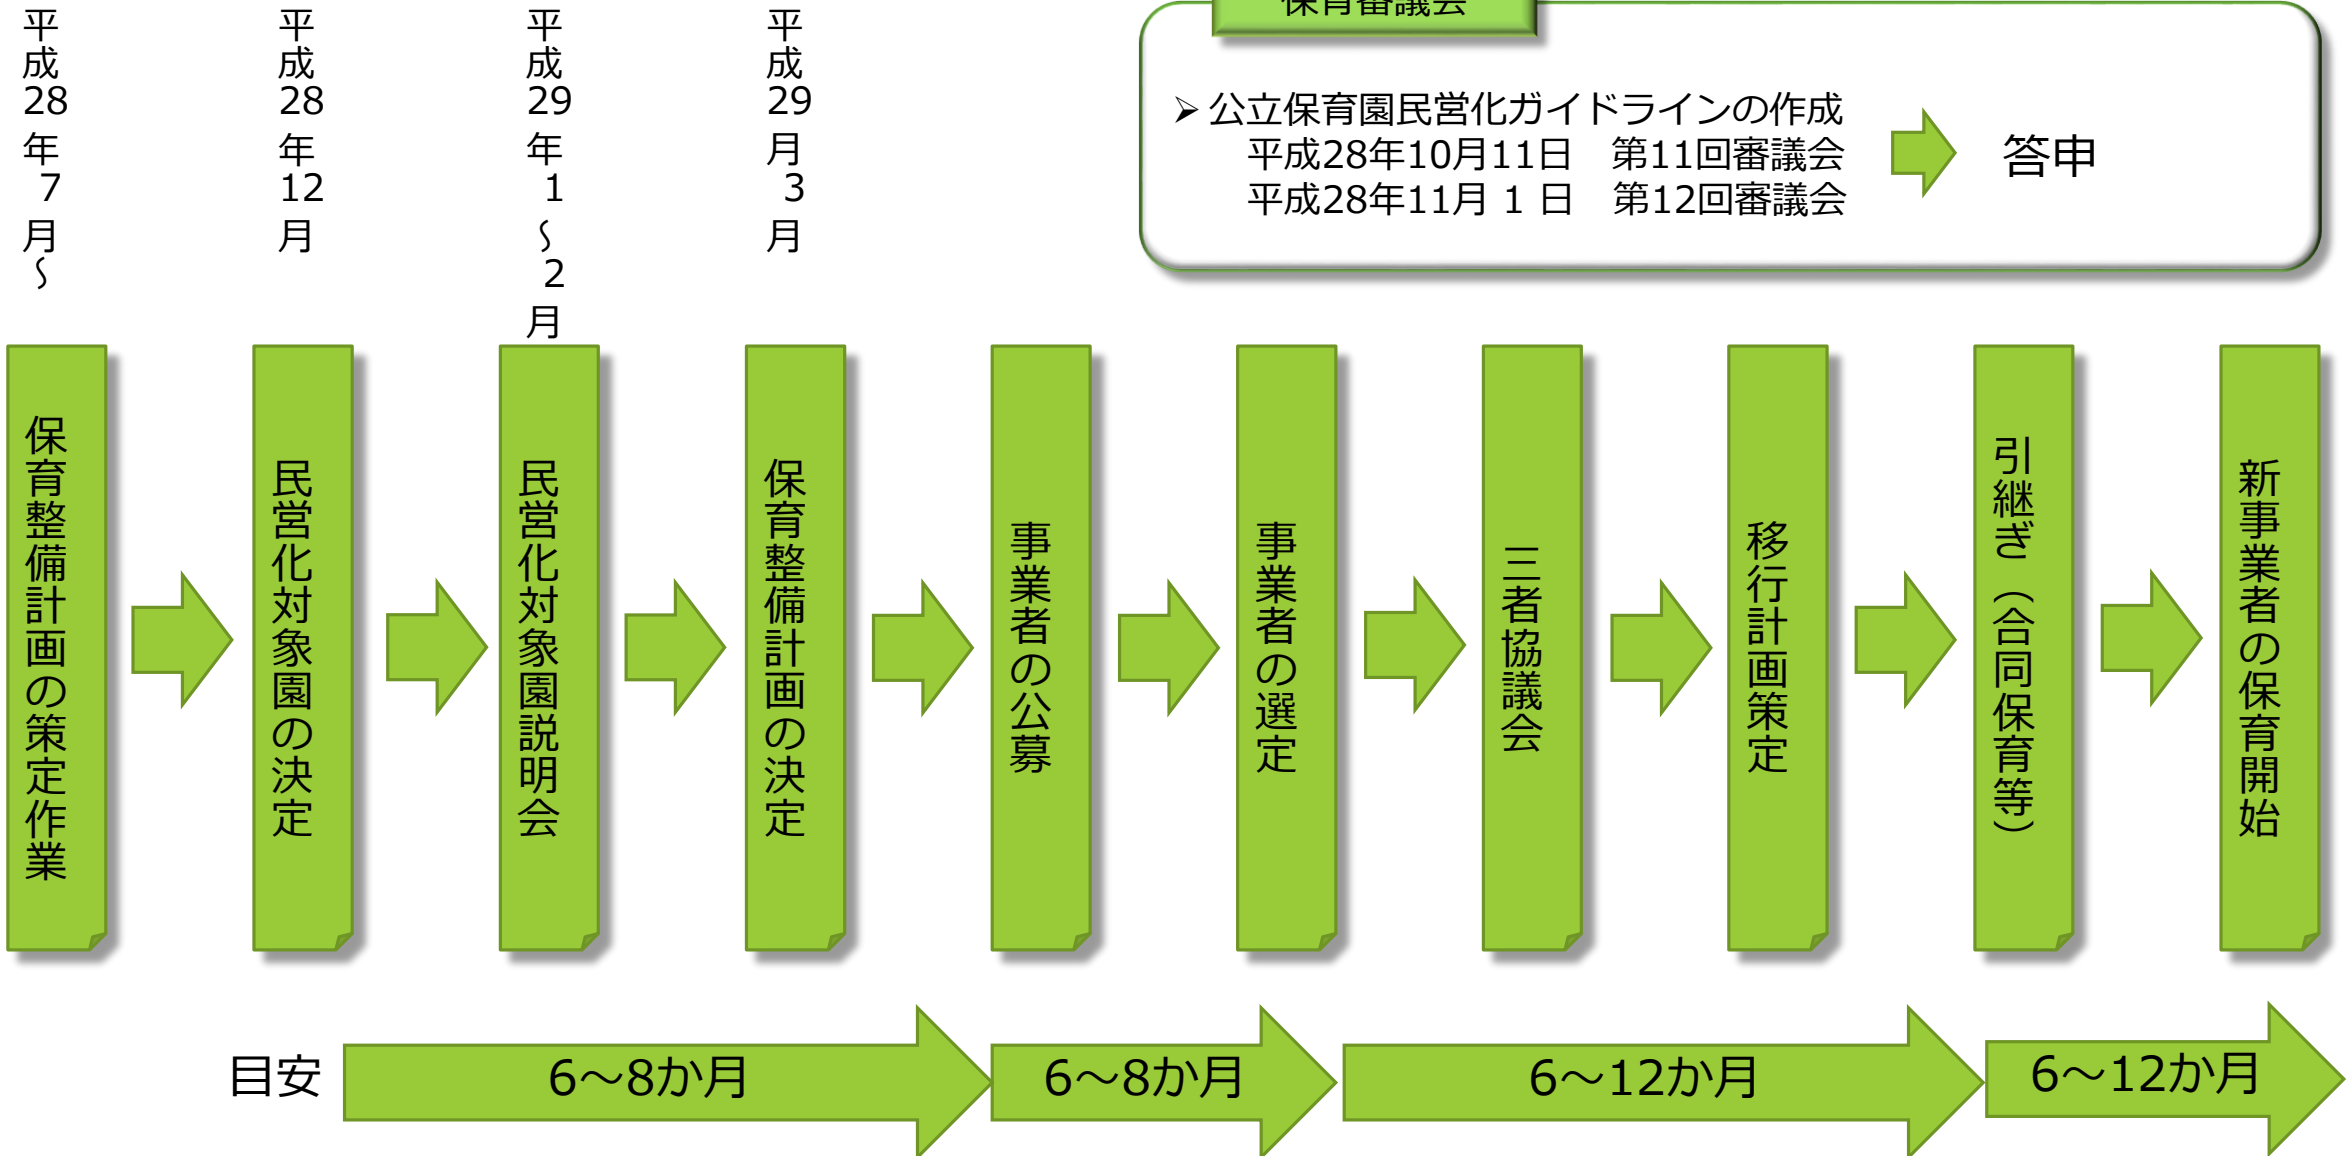 平成28年7月～
平成28年12月
平成29年1～2月
平成29月3月
保育審議会
➢公立保育園民営化ガイドラインの作成
平成28年10月11日　第11回審議会
平成28年11月 1 日　第12回審議会
答申
保育整備計画の策定作業
民営化対象園の決定
民営化対象園説明会
保育整備計画の決定
事業者の公募
事業者の選定
三者協議会
移行計画策定
引継ぎ（合同保育等）
新事業者の保育開始
目安
6～8か月
6～8か月
6～12か月
6～12か月